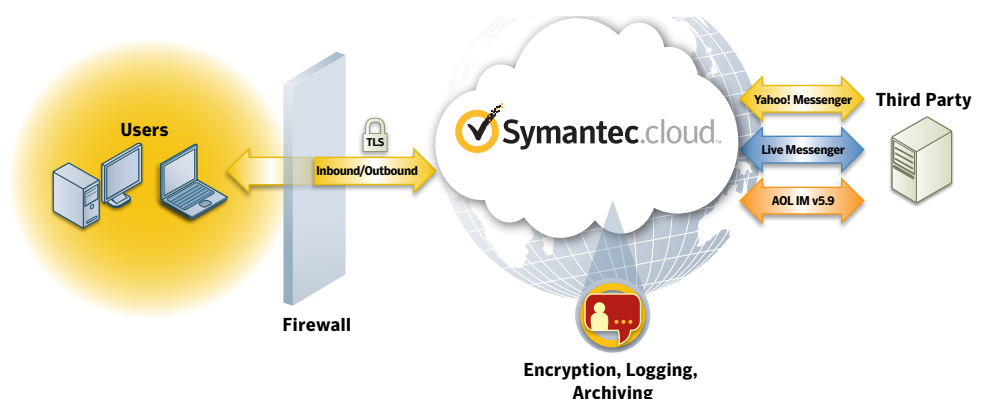 Users
Firewall
TLS
Inbound/Outbound
Symantec.cloud™
Encryption, Logging,
Archiving
Yahoo! Messenger
Live Messenger
AOL IM v5.9
Third Party